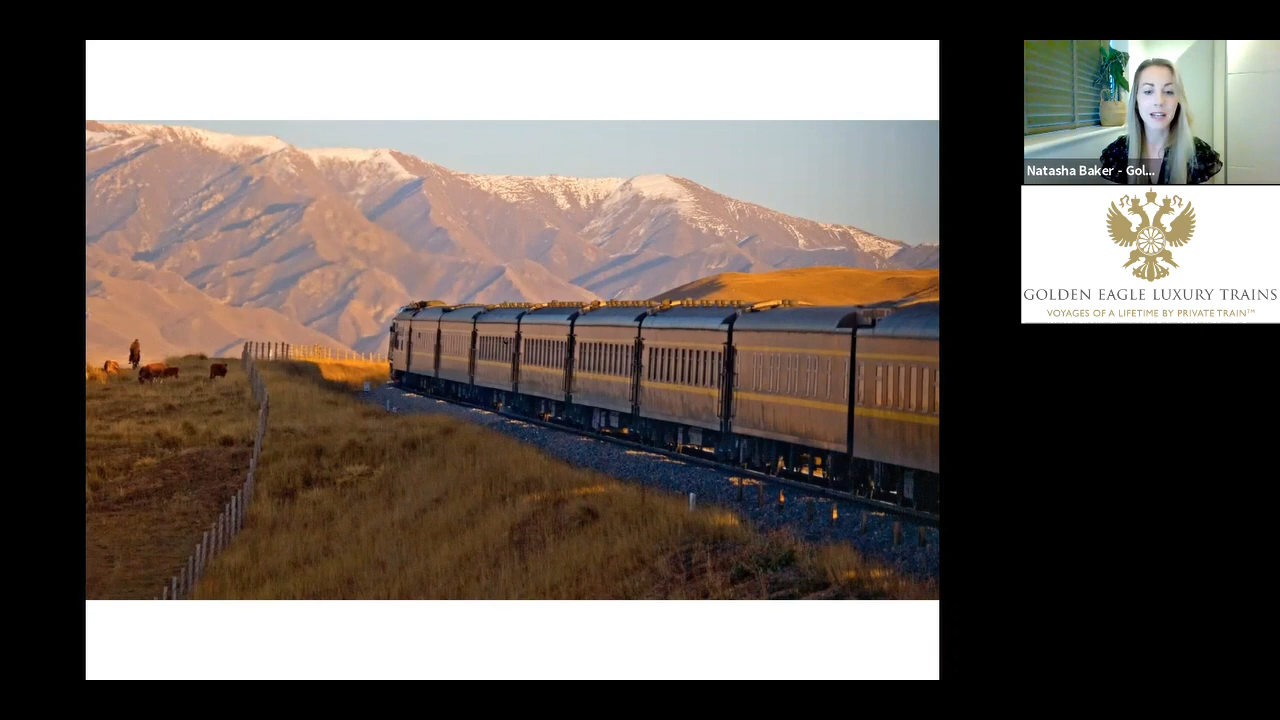 Natasha Baker - Gol...
GOLDEN EAGLE LUXURY TRAINS
VOYAGES OF A LIFETIME BY PRIVATE TRAIN™